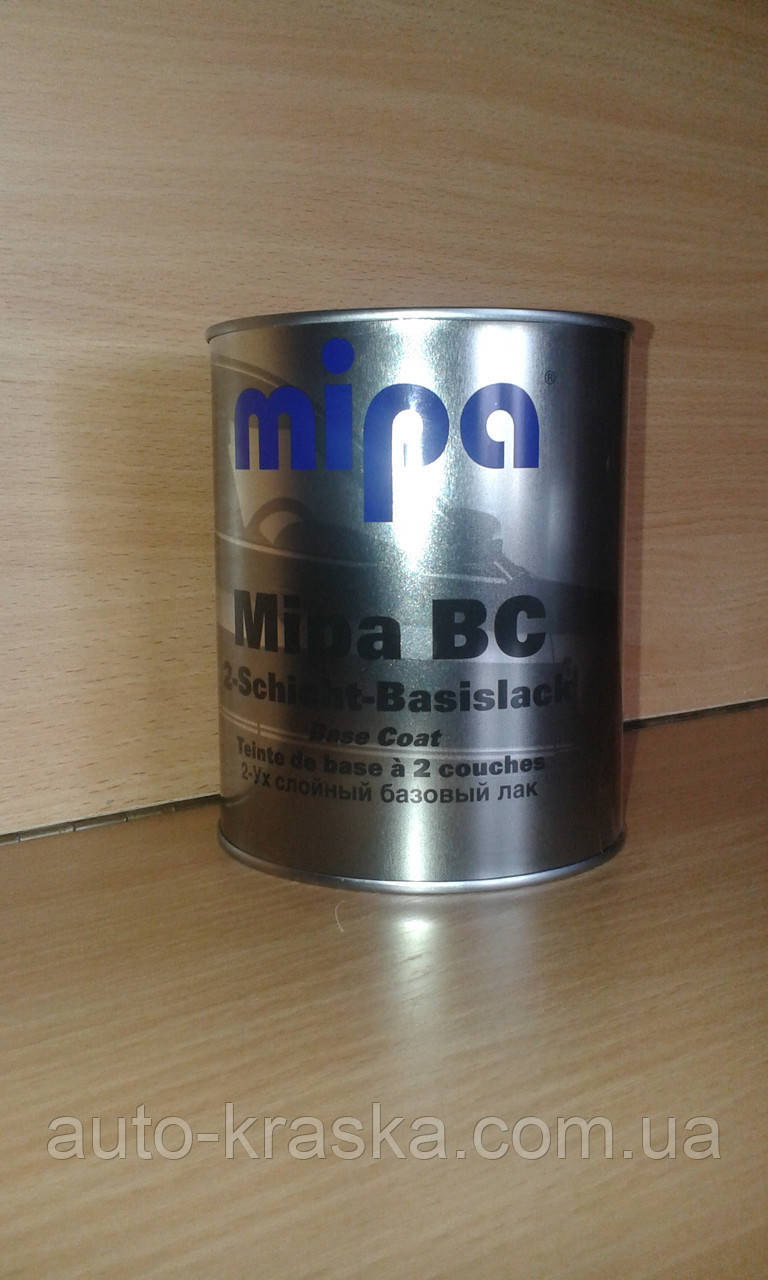 mipa®
Mipa BC
2-Schicht-Basislack
Base Coat
Teinte de base à 2 couches
2-Ух слойный базовый лак
auto-kraska.com.ua